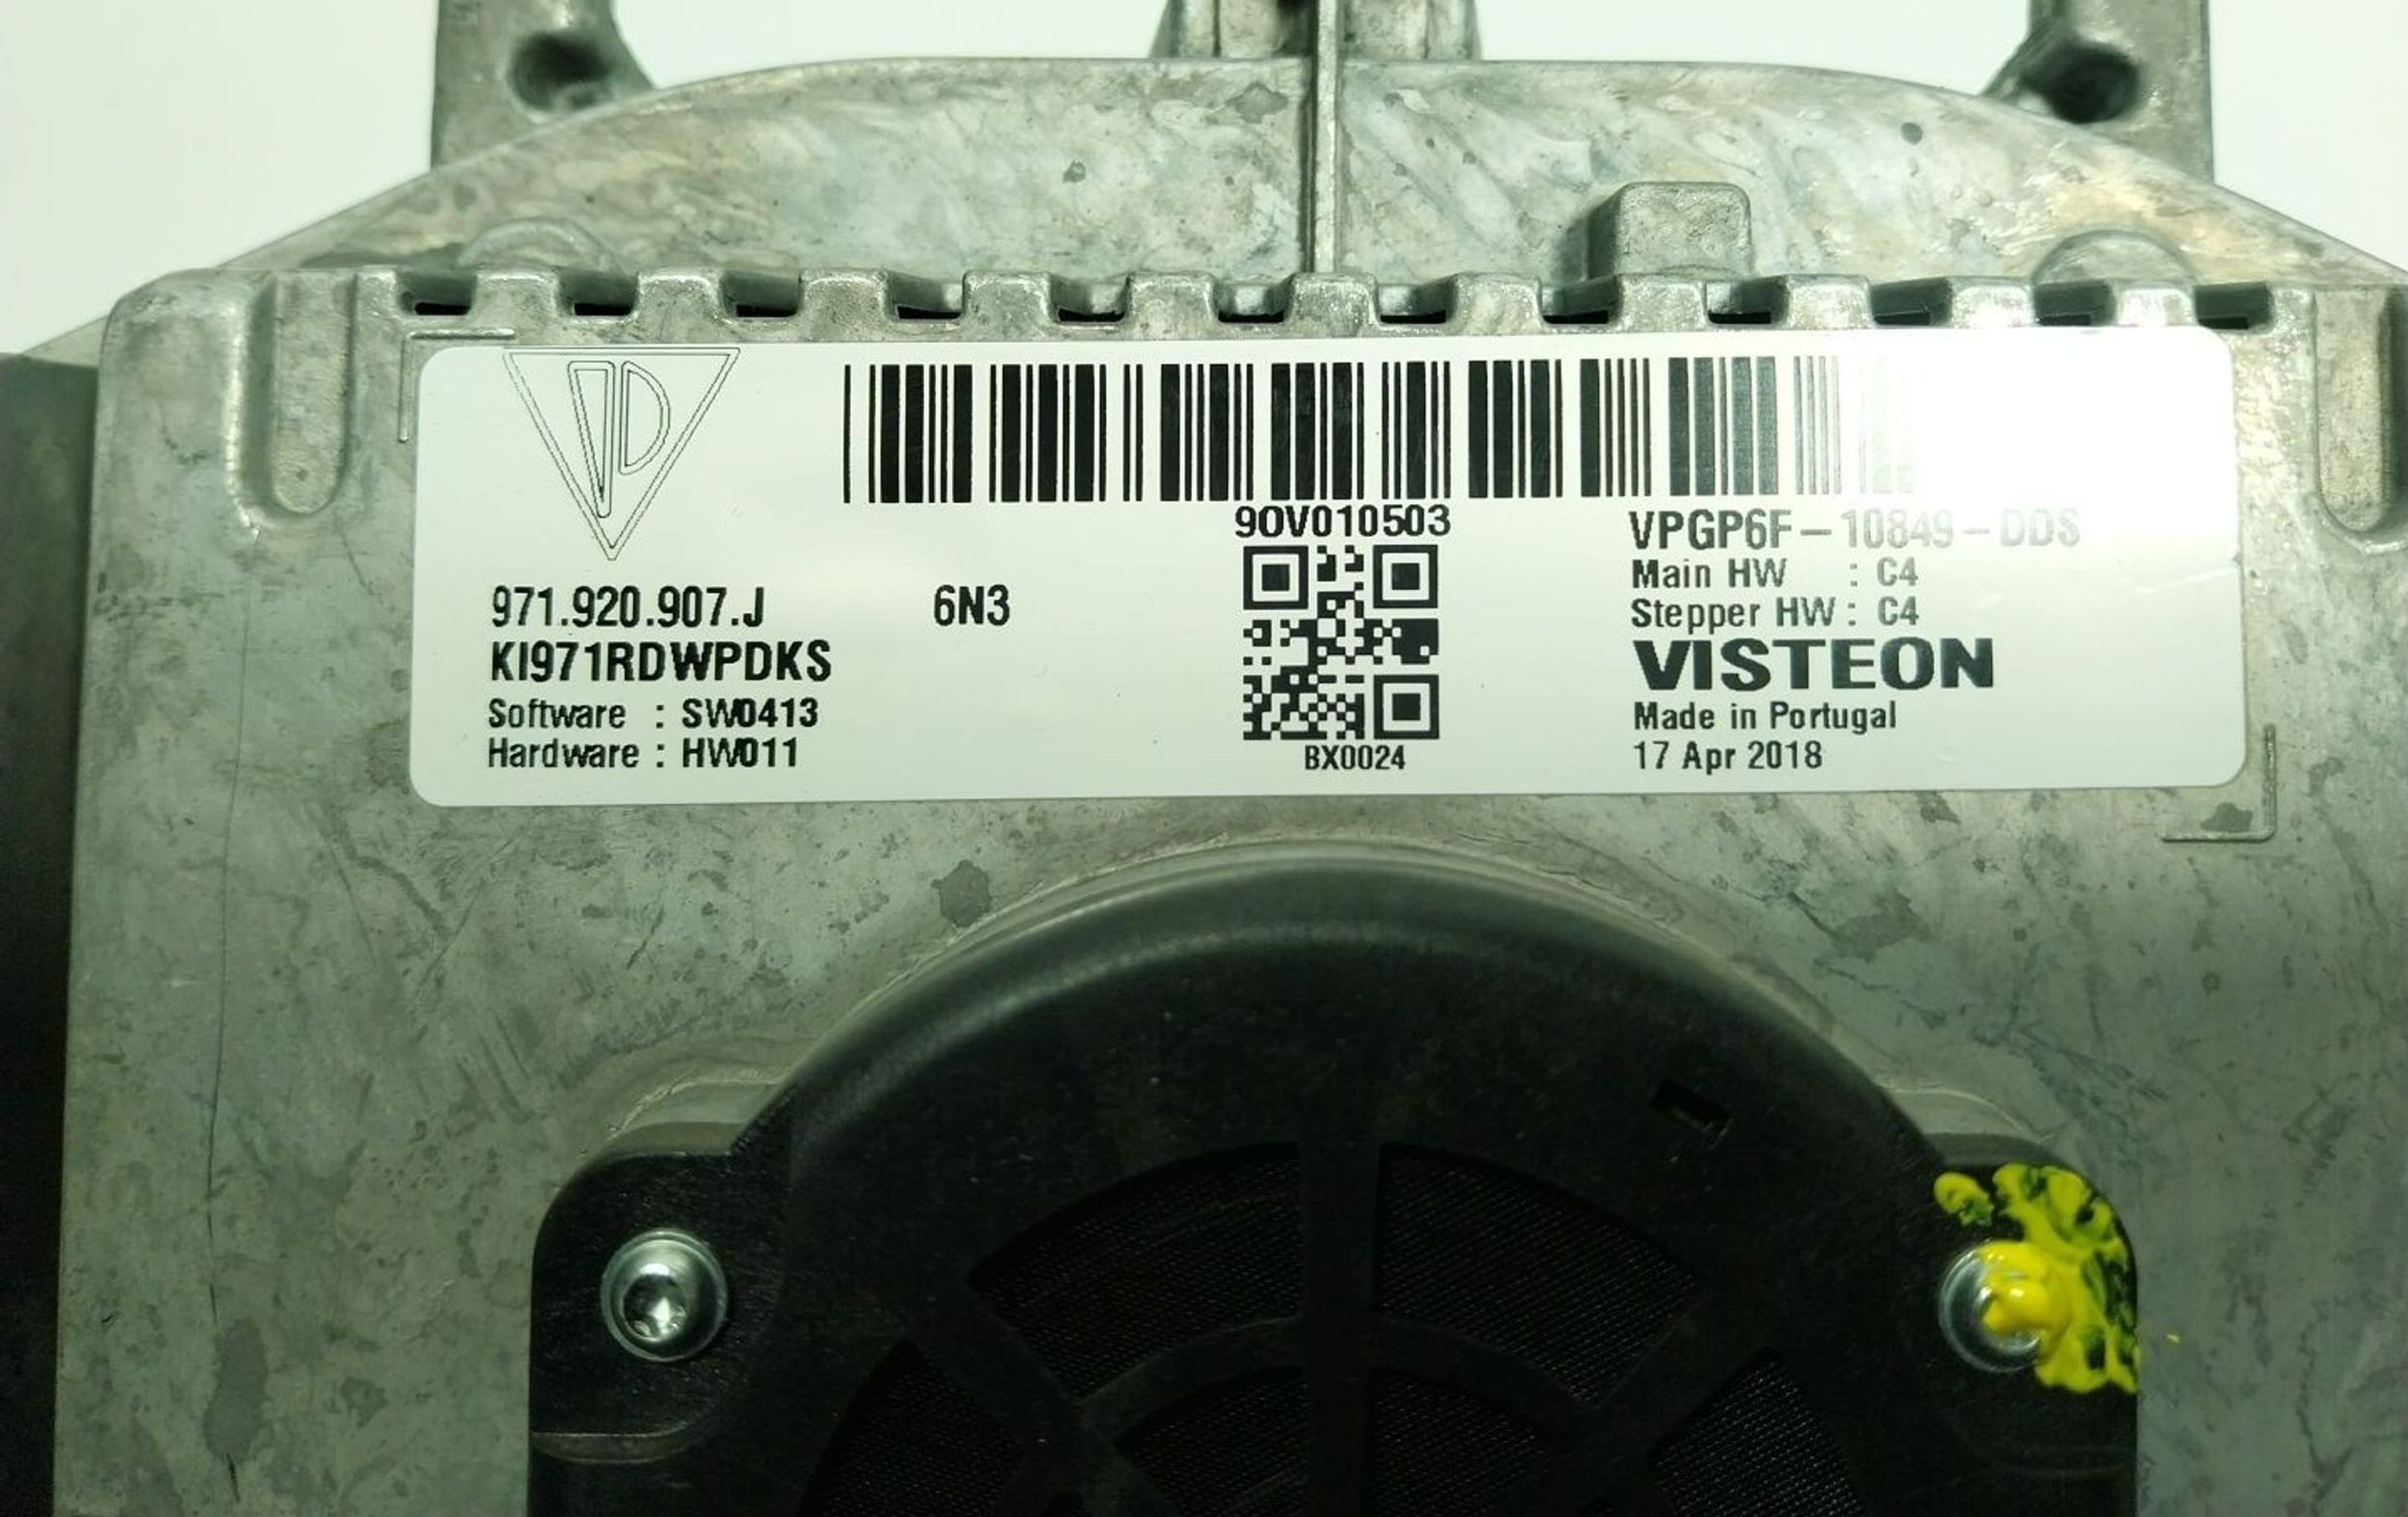 971.920.907.J 6N3
KI971RDWPDKS
Software : SW0413
Hardware : HW011
90V010503
BX0024
VPGP6F-10849-DDS
Main HW : C4
Stepper HW : C4
VISTEON
Made in Portugal
17 Apr 2018